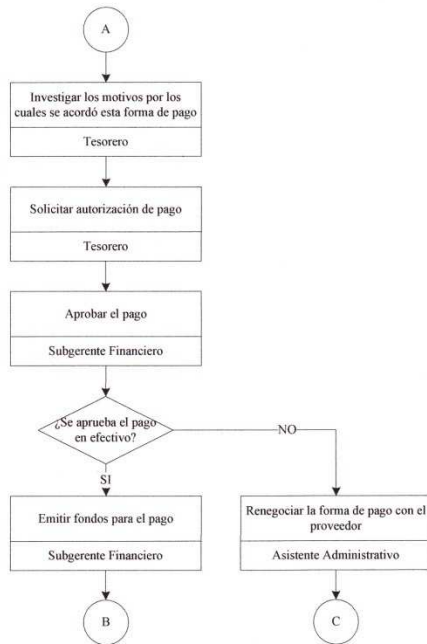 A
Investigar los motivos por los
cuales se acordó esta forma de pago
Tesorero
Solicitar autorización de pago
Tesorero
Aprobar el pago
Subgerente Financiero
¿Se aprueba el pago
en efectivo?
NO
SI
Emitir fondos para el pago
Subgerente Financiero
Renegociar la forma de pago con el
proveedor
Asistente Administrativo
B
C